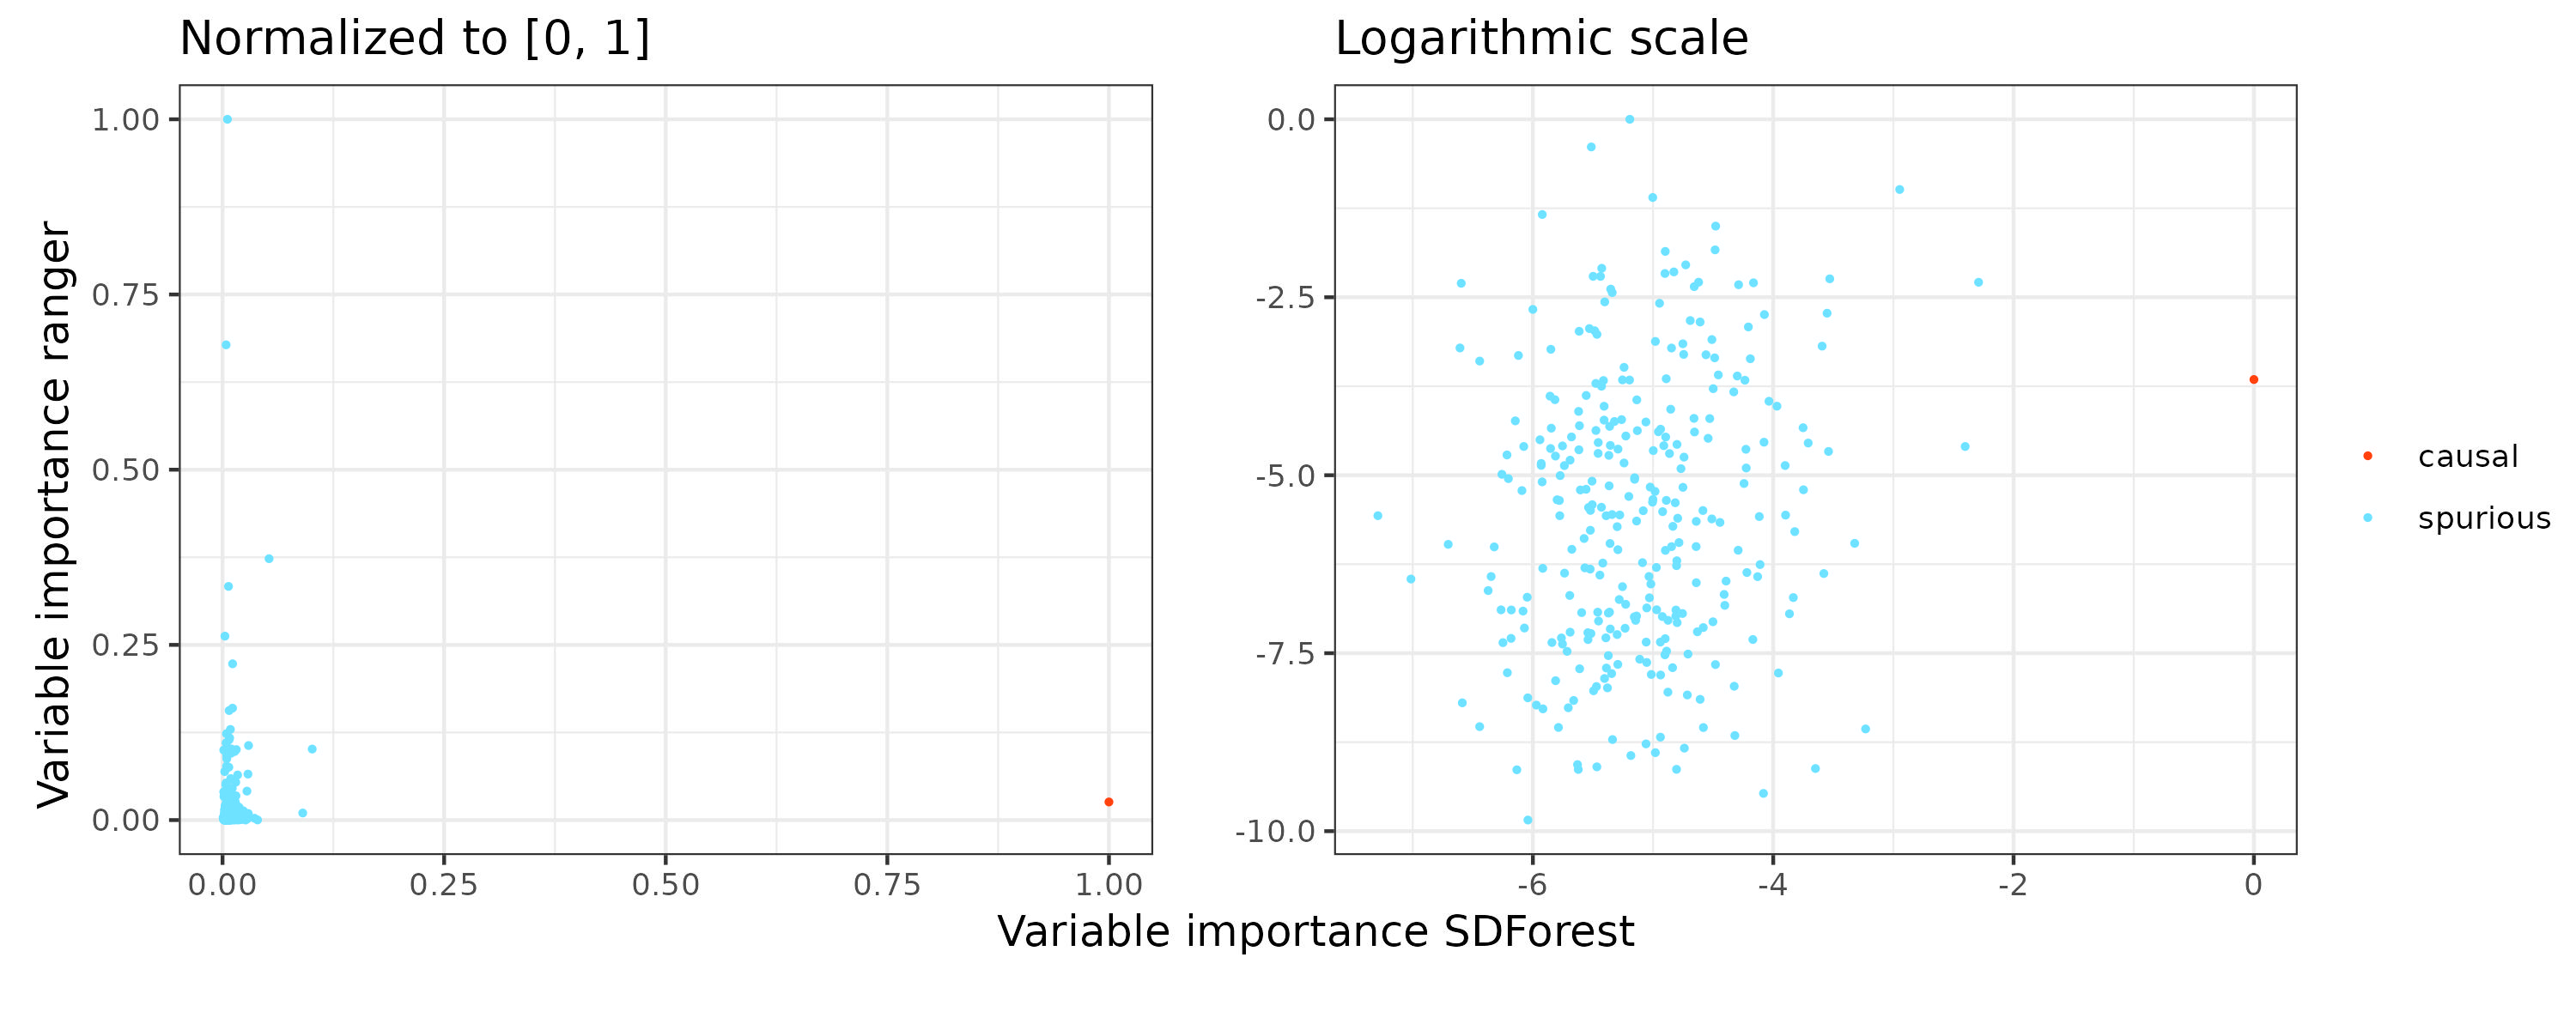 Normalized to [0, 1]
Logarithmic scale
Variable importance ranger
1.00
0.75
0.50
0.25
0.00
0.00 0.25 0.50 0.75 1.00
0.0
-2.5
-5.0
-7.5
-10.0
-6 -4 -2 0
Variable importance SDForest
causal
spurious